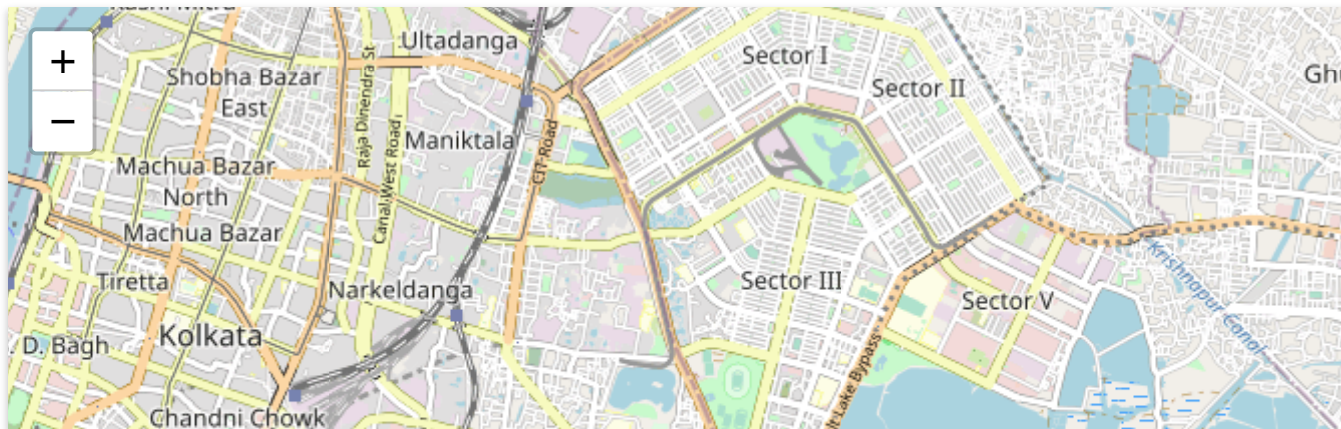 +
−
Ultadanga
Shobha Bazar
East
Raja Dinendra St
Canal West Road
Maniktala
CIT Road
Machua Bazar
North
Machua Bazar
Tiretta
Narkeldanga
Kolkata
. D. Bagh
Chandni Chowk
Sector I
Sector II
Sector III
Sector V
Lake Bypass
Krishnapur Canal